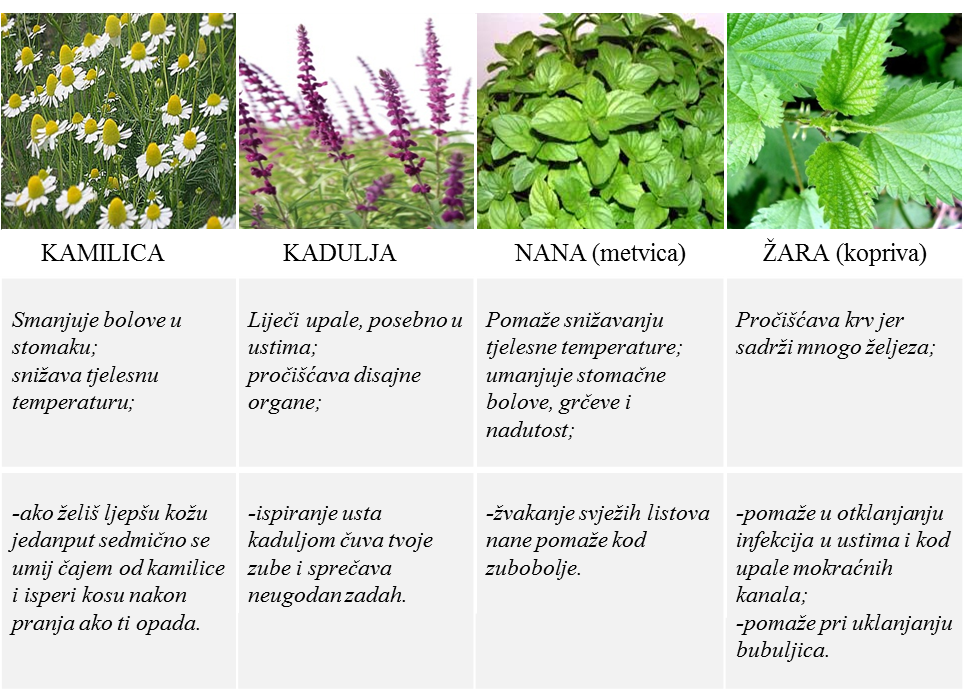 KAMILICA
KADULJA
NANA (metvica)
ŽARA (kopriva)
Smanjuje bolove u
stomaku;
snižava tjelesnu
temperaturu;
Liječi upale, posebno u
ustima;
pročišćava disajne
organe;
Pomaže snižavanju
tjelesne temperature;
umanjuje stomačne
bolove, grčeve i
nadutost;
Pročišćava krv jer
sadrži mnogo željeza;
-ako želiš ljepšu kožu
jedanput sedmično se
umij čajem od kamilice
i isperi kosu nakon
pranja ako ti opada.
-ispiranje usta
kaduljom čuva tvoje
zube i sprečava
neugodan zadah.
-žvakanje svježih listova
nane pomaže kod
zubobolje.
-pomaže u otklanjanju
infekcija u ustima i kod
upale mokraćnih
kanala;
-pomaže pri uklanjanju
bubuljica.